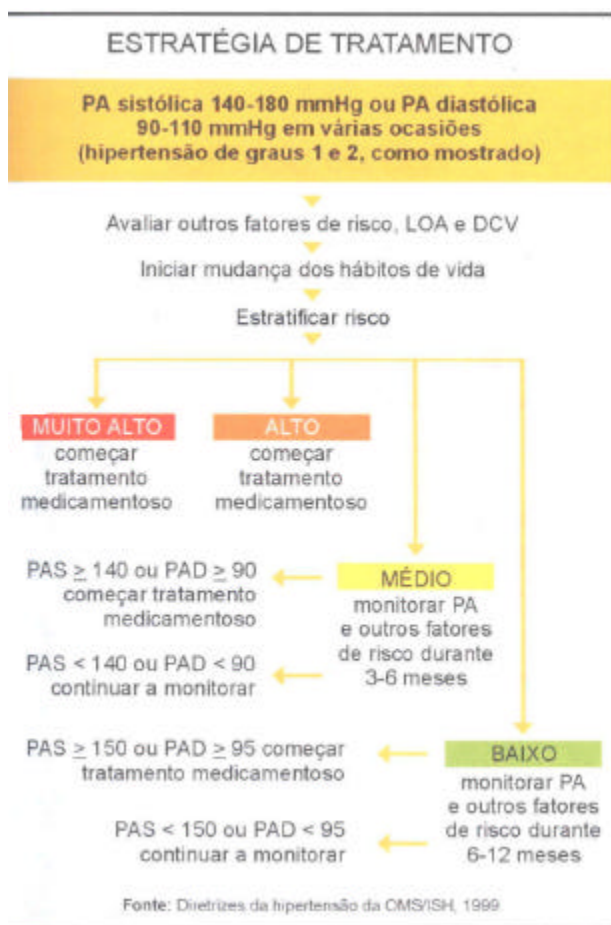 ESTRATÉGIA DE TRATAMENTO
PA sistólica 140-180 mmHg ou PA diastólica
90-110 mmHg em várias ocasiões
(hipertensão de graus 1 e 2, como mostrado)
Avaliar outros fatores de risco, LOA e DCV
Iniciar mudança dos hábitos de vida
Estratificar risco
MUITO ALTO
começar
tratamento
medicamentoso
ALTO
começar
tratamento
medicamentoso
MÉDIO
monitorar PA
e outros fatores
de risco durante
3-6 meses
PAS ≥ 140 ou PAD ≥ 90
começar tratamento
medicamentoso
PAS < 140 ou PAD < 90
continuar a monitorar
BAIXO
monitorar PA
e outros fatores
de risco durante
6-12 meses
PAS ≥ 150 ou PAD ≥ 95 começar
tratamento medicamentoso
PAS < 150 ou PAD < 95
continuar a monitorar
Fonte: Diretrizes da hipertensão da OMS/ISH, 1999